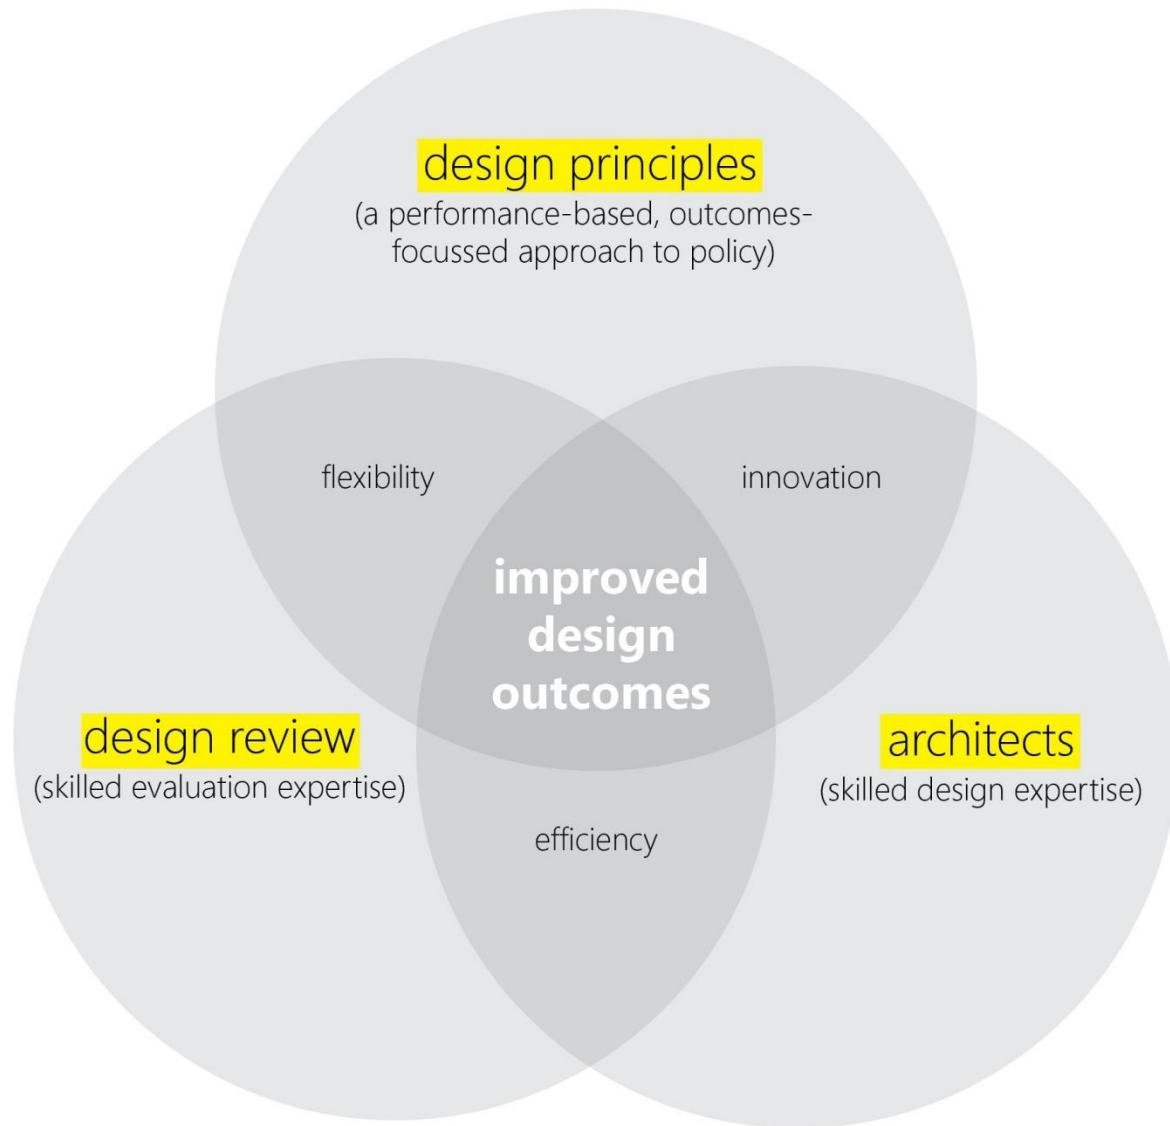 design principles
(a performance-based, outcomes-
focussed approach to policy)
flexibility
innovation
improved
design
outcomes
design review
(skilled evaluation expertise)
architects
(skilled design expertise)
efficiency